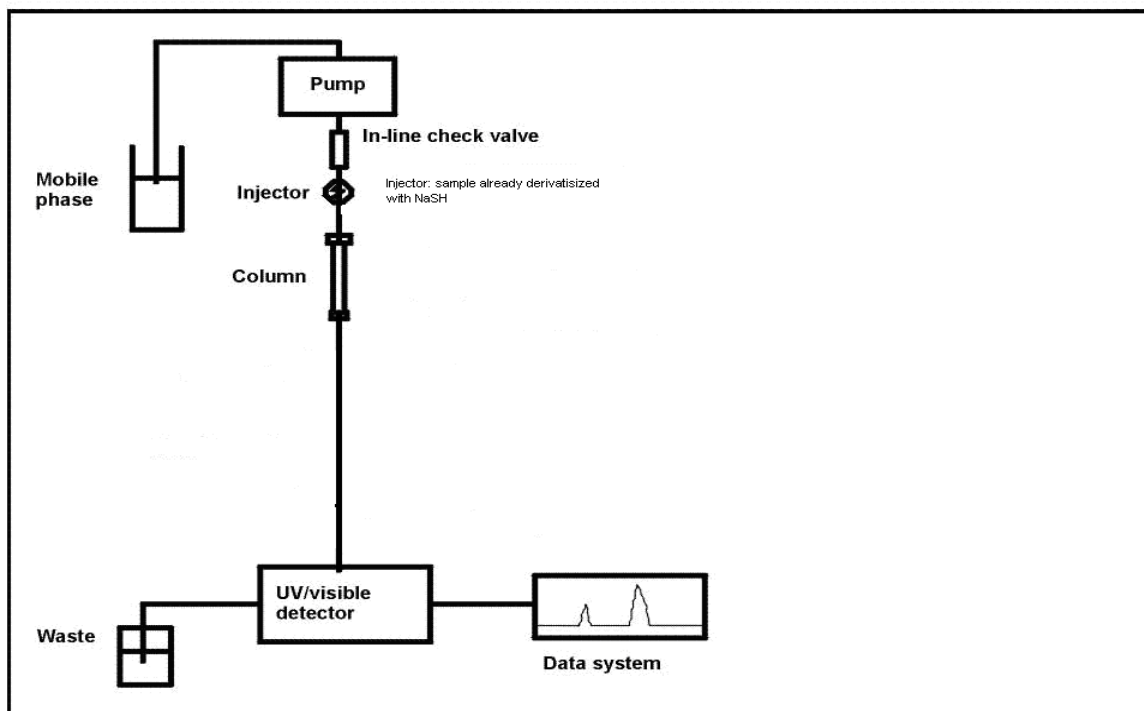 Pump
In-line check valve
Mobile
phase
Injector
Injector: sample already derivatisized
with NaSH
Column
UV/visible
detector
Waste
Data system